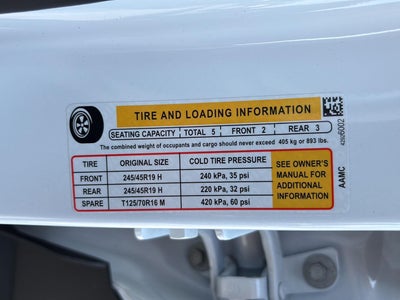 TIRE AND LOADING INFORMATION
SEATING CAPACITY TOTAL 5 FRONT 2 REAR 3
The combined weight of occupants and cargo should never exceed 405 kg or 893 lbs.
TIRE ORIGINAL SIZE COLD TIRE PRESSURE
FRONT 245/45R19 H 240 kPa, 35 psi
REAR 245/45R19 H 220 kPa, 32 psi
SPARE T125/70R16 M 420 kPa, 60 psi
SEE OWNER'S
MANUAL FOR
ADDITIONAL
INFORMATION
AAMC